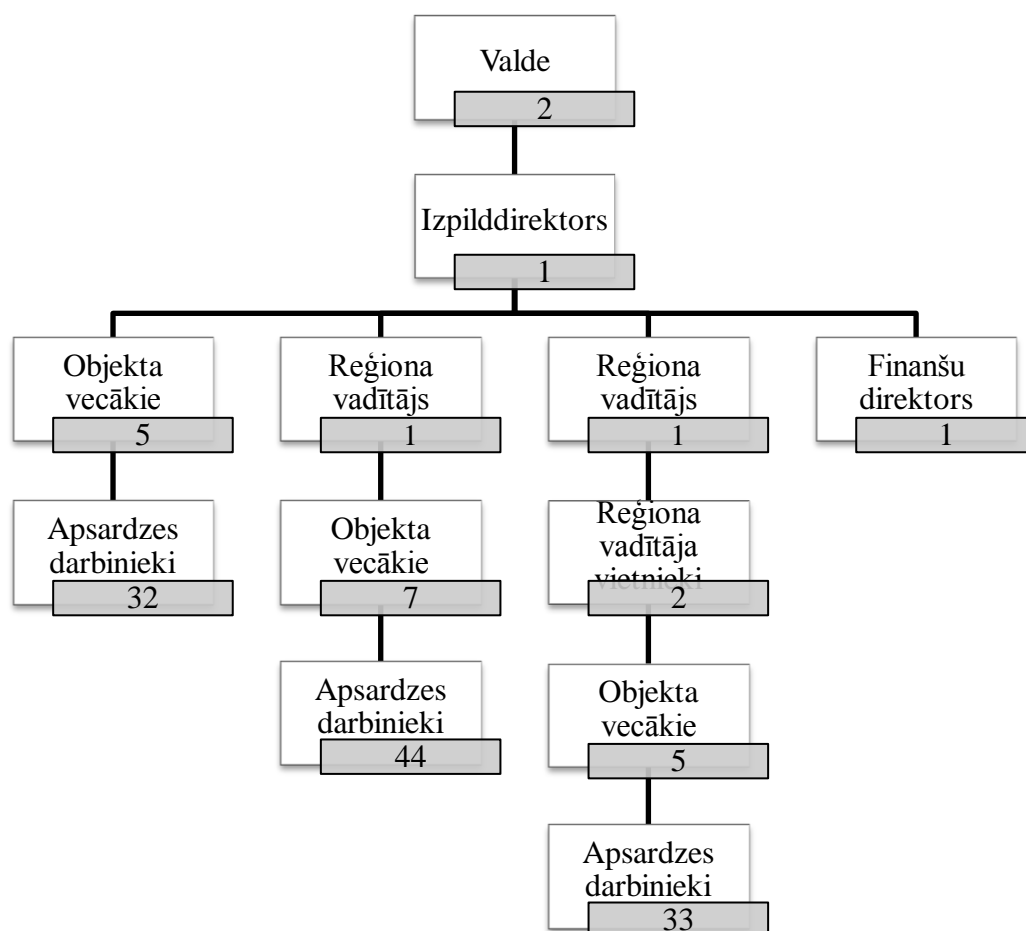 Valde
2
Izpilddirektors
1
Objekta
vecākie
5
Reģiona
vadītājs
1
Reģiona
vadītājs
1
Finanšu
direktors
1
Apsardzes
darbinieki
32
Objekta
vecākie
7
Reģiona
vadītāja
vietnieki
2
Apsardzes
darbinieki
44
Objekta
vecākie
5
Apsardzes
darbinieki
33